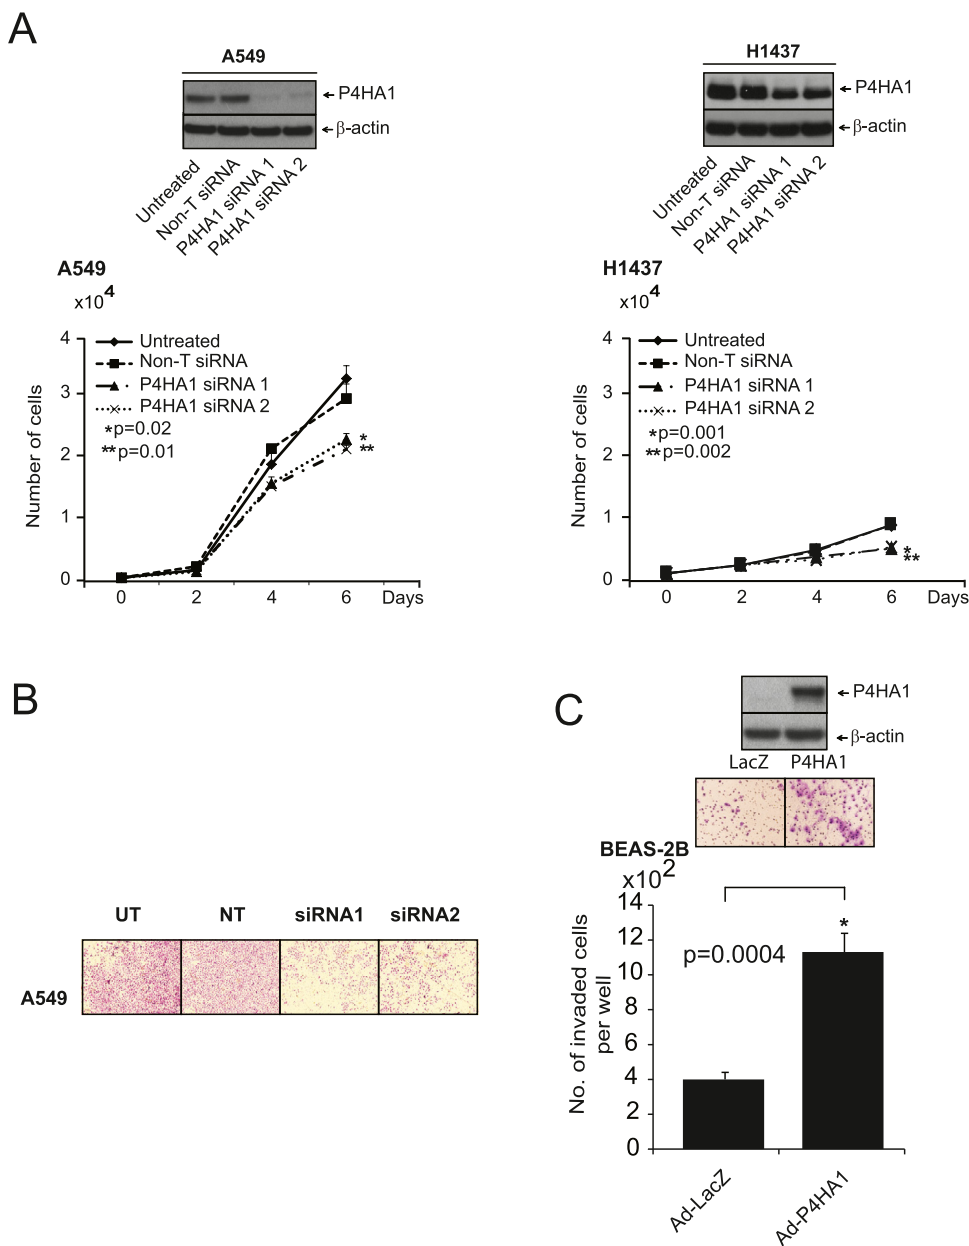 A
A549
P4HA1
β-actin
Untreated
Non-T siRNA
P4HA1 siRNA 1
P4HA1 siRNA 2
H1437
P4HA1
β-actin
Untreated
Non-T siRNA
P4HA1 siRNA 1
P4HA1 siRNA 2
A549
x10⁴
Number of cells
4
3
2
1
0
Untreated
Non-T siRNA
P4HA1 siRNA 1
P4HA1 siRNA 2
*p=0.02
**p=0.01
*
**
0 2 4 6 Days
H1437
x10⁴
Number of cells
4
3
2
1
0
Untreated
Non-T siRNA
P4HA1 siRNA 1
P4HA1 siRNA 2
*p=0.001
**p=0.002
*
**
0 2 4 6 Days
B
UT NT siRNA1 siRNA2
A549
C
P4HA1
β-actin
LacZ P4HA1
BEAS-2B
x10²
No. of invaded cells
per well
14
12
10
8
6
4
2
0
p=0.0004
*
Ad-LacZ
Ad-P4HA1